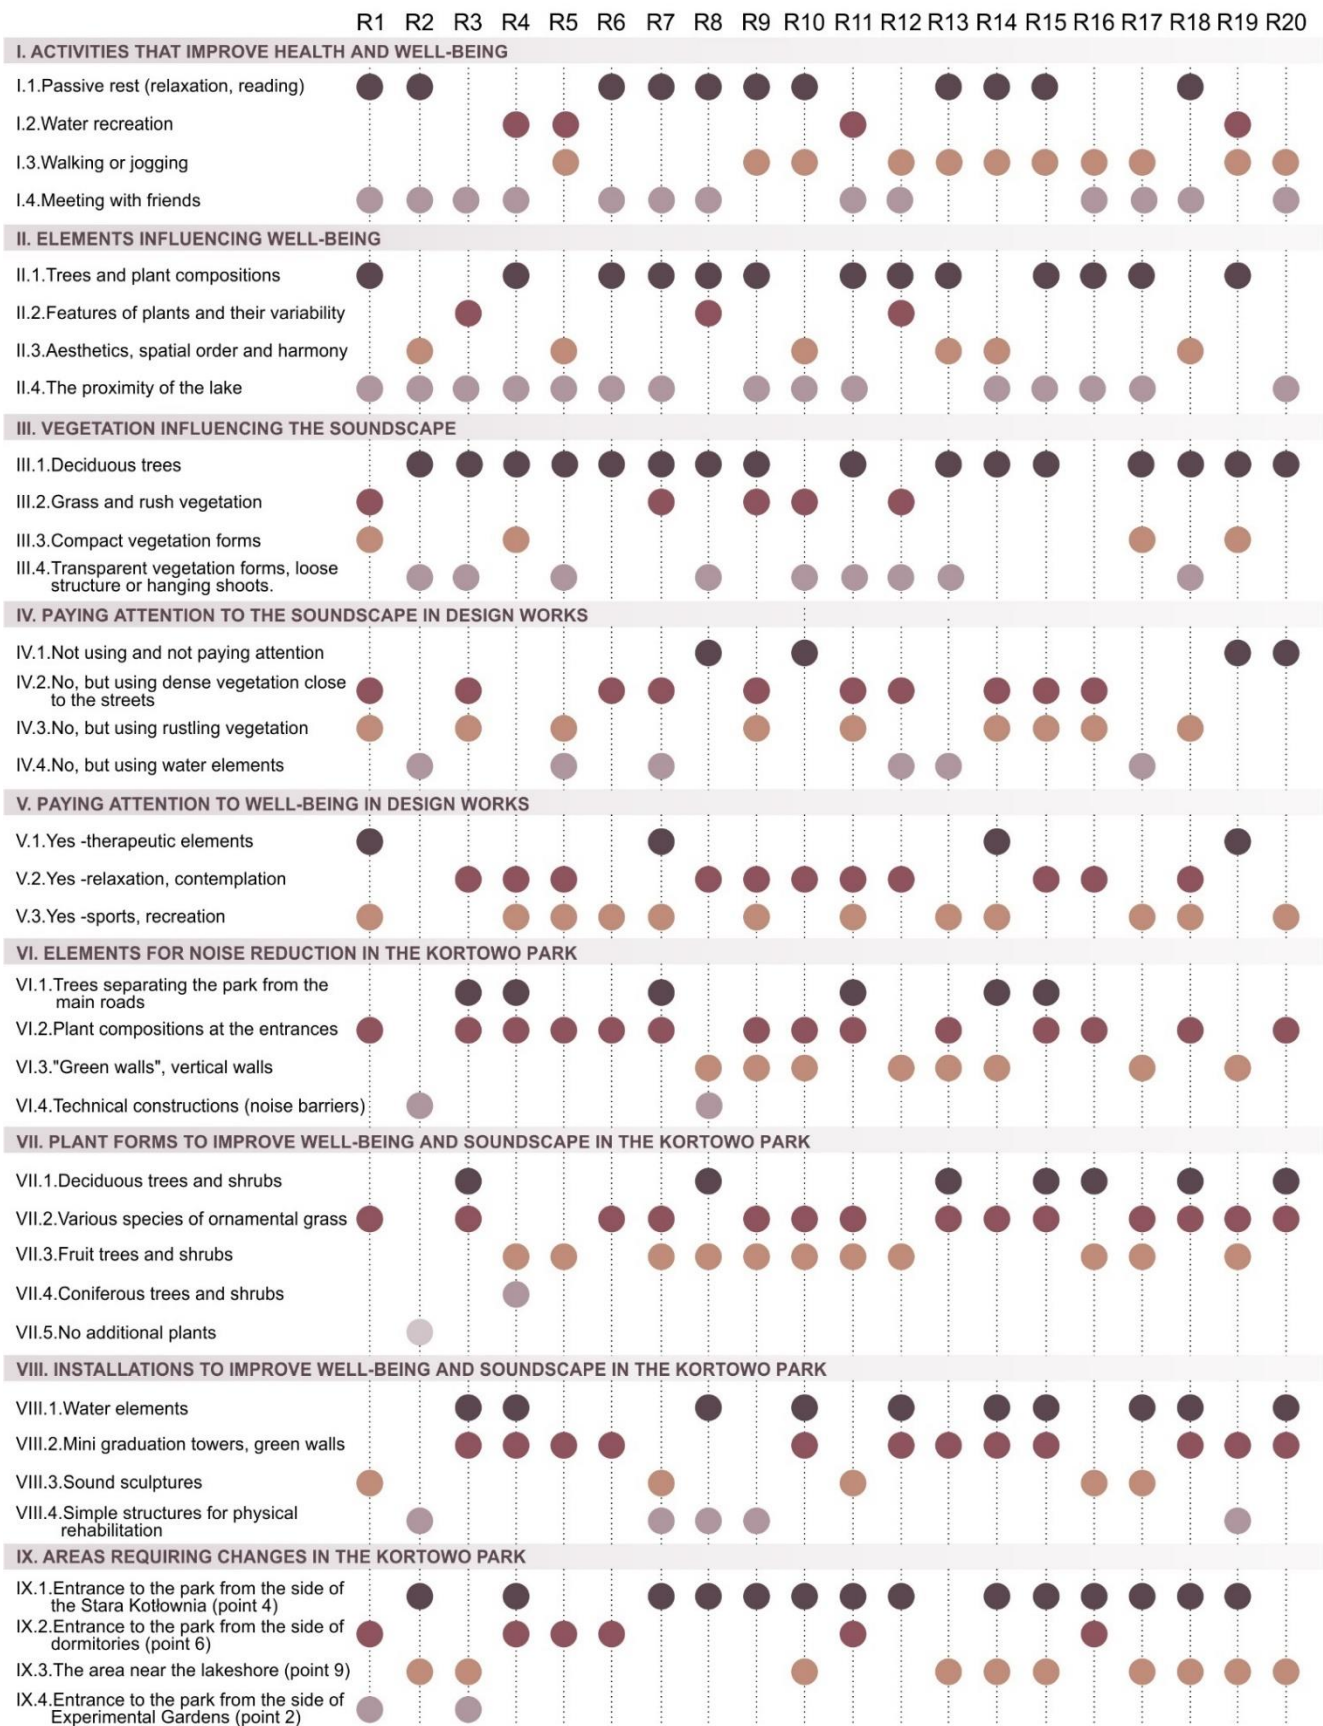 R1 R2 R3 R4 R5 R6 R7 R8 R9 R10 R11 R12 R13 R14 R15 R16 R17 R18 R19 R20
I. ACTIVITIES THAT IMPROVE HEALTH AND WELL-BEING
I.1.Passive rest (relaxation, reading)
I.2.Water recreation
I.3.Walking or jogging
I.4.Meeting with friends
II. ELEMENTS INFLUENCING WELL-BEING
II.1.Trees and plant compositions
II.2.Features of plants and their variability
II.3.Aesthetics, spatial order and harmony
II.4.The proximity of the lake
III. VEGETATION INFLUENCING THE SOUNDSCAPE
III.1.Deciduous trees
III.2.Grass and rush vegetation
III.3.Compact vegetation forms
III.4.Transparent vegetation forms, loose
structure or hanging shoots.
IV. PAYING ATTENTION TO THE SOUNDSCAPE IN DESIGN WORKS
IV.1.Not using and not paying attention
IV.2.No, but using dense vegetation close
to the streets
IV.3.No, but using rustling vegetation
IV.4.No, but using water elements
V. PAYING ATTENTION TO WELL-BEING IN DESIGN WORKS
V.1.Yes -therapeutic elements
V.2.Yes -relaxation, contemplation
V.3.Yes -sports, recreation
VI. ELEMENTS FOR NOISE REDUCTION IN THE KORTOWO PARK
VI.1.Trees separating the park from the
main roads
VI.2.Plant compositions at the entrances
VI.3."Green walls", vertical walls
VI.4.Technical constructions (noise barriers)
VII. PLANT FORMS TO IMPROVE WELL-BEING AND SOUNDSCAPE IN THE KORTOWO PARK
VII.1.Deciduous trees and shrubs
VII.2.Various species of ornamental grass
VII.3.Fruit trees and shrubs
VII.4.Coniferous trees and shrubs
VII.5.No additional plants
VIII. INSTALLATIONS TO IMPROVE WELL-BEING AND SOUNDSCAPE IN THE KORTOWO PARK
VIII.1.Water elements
VIII.2.Mini graduation towers, green walls
VIII.3.Sound sculptures
VIII.4.Simple structures for physical
rehabilitation
IX. AREAS REQUIRING CHANGES IN THE KORTOWO PARK
IX.1.Entrance to the park from the side of
the Stara Kotłownia (point 4)
IX.2.Entrance to the park from the side of
dormitories (point 6)
IX.3.The area near the lakeshore (point 9)
IX.4.Entrance to the park from the side of
Experimental Gardens (point 2)